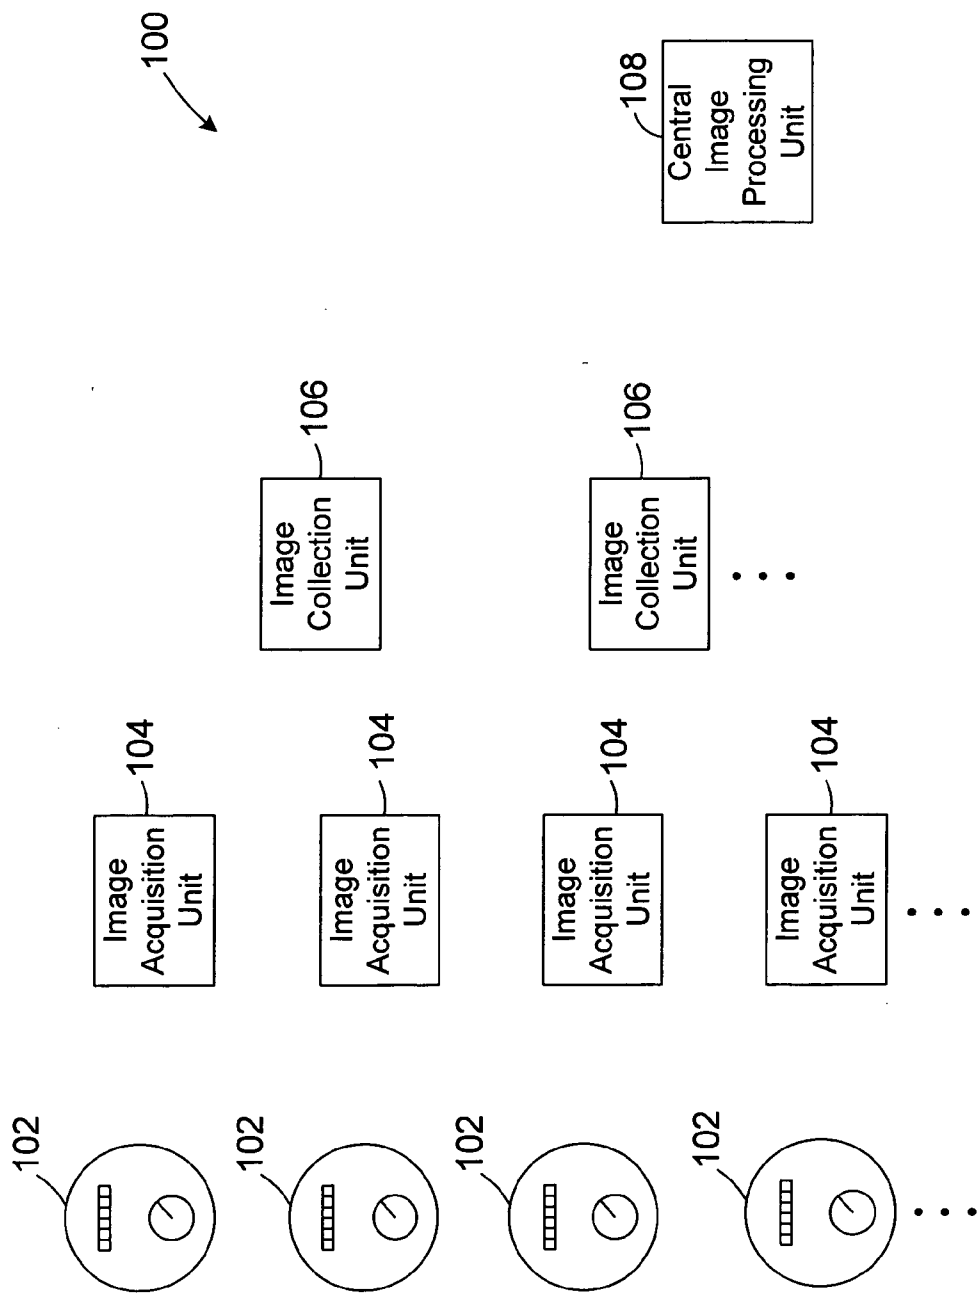 100
102
102
102
102
104
Image
Acquisition
Unit
104
Image
Acquisition
Unit
104
Image
Acquisition
Unit
104
Image
Acquisition
Unit
106
Image
Collection
Unit
106
Image
Collection
Unit
108
Central
Image
Processing
Unit